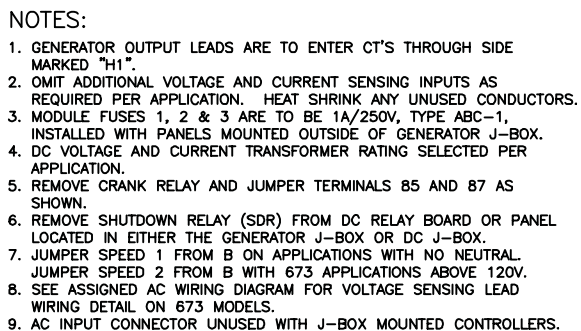 NOTES:
1. GENERATOR OUTPUT LEADS ARE TO ENTER CT'S THROUGH SIDE
MARKED "H1".
2. OMIT ADDITIONAL VOLTAGE AND CURRENT SENSING INPUTS AS
REQUIRED PER APPLICATION. HEAT SHRINK ANY UNUSED CONDUCTORS.
3. MODULE FUSES 1, 2 & 3 ARE TO BE 1A/250V, TYPE ABC-1,
INSTALLED WITH PANELS MOUNTED OUTSIDE OF GENERATOR J-BOX.
4. DC VOLTAGE AND CURRENT TRANSFORMER RATING SELECTED PER
APPLICATION.
5. REMOVE CRANK RELAY AND JUMPER TERMINALS 85 AND 87 AS
SHOWN.
6. REMOVE SHUTDOWN RELAY (SDR) FROM DC RELAY BOARD OR PANEL
LOCATED IN EITHER THE GENERATOR J-BOX OR DC J-BOX.
7. JUMPER SPEED 1 FROM B ON APPLICATIONS WITH NO NEUTRAL.
JUMPER SPEED 2 FROM B WITH 673 APPLICATIONS ABOVE 120V.
8. SEE ASSIGNED AC WIRING DIAGRAM FOR VOLTAGE SENSING LEAD
WIRING DETAIL ON 673 MODELS.
9. AC INPUT CONNECTOR UNUSED WITH J-BOX MOUNTED CONTROLLERS.